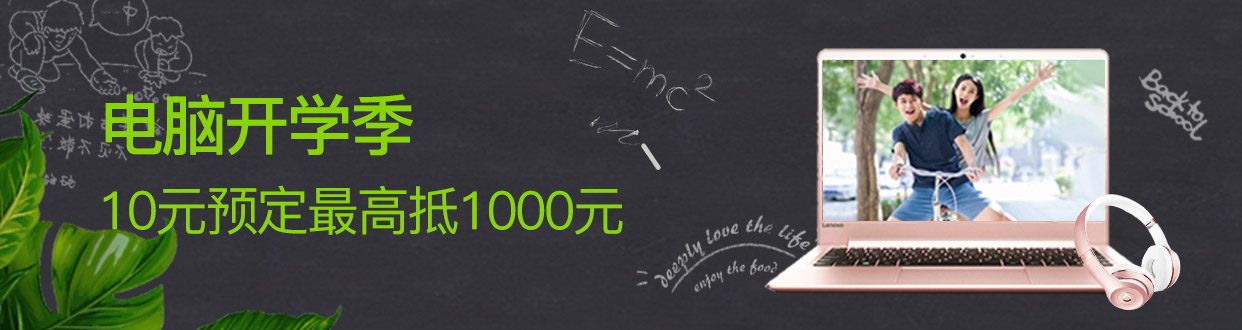 电脑开学季
10元预定最高抵1000元
E=mc²
Back to
School
deeply love the life
enjoy the food
Lenovo
中